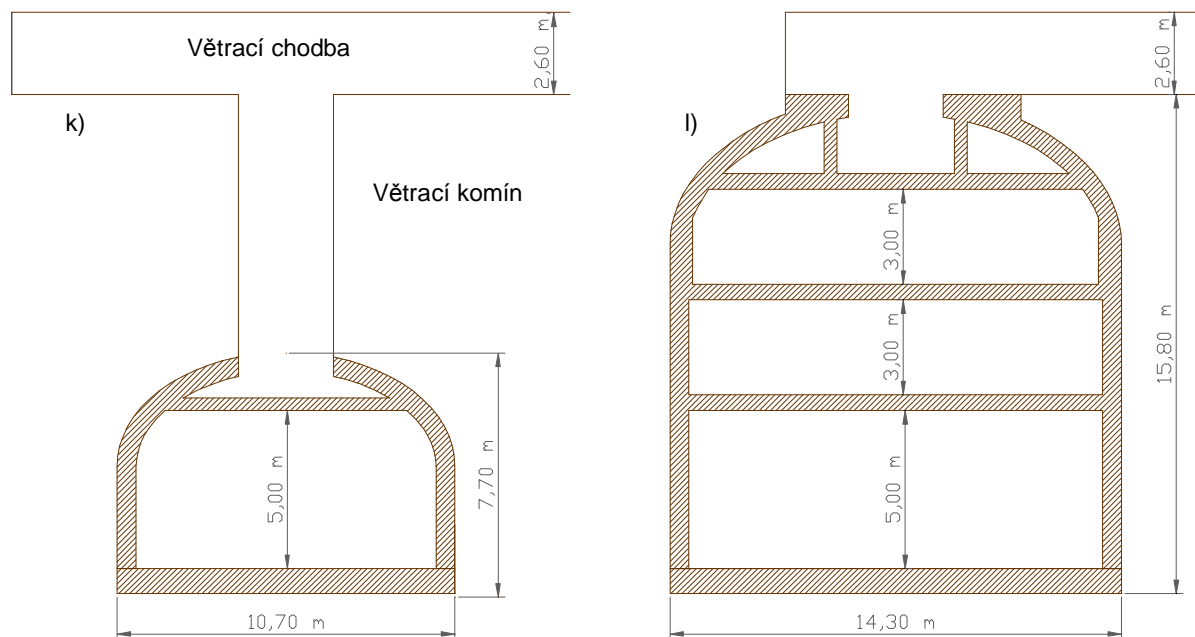 Větrací chodba
2,60 m
k)
Větrací komín
5,00 m
7,70 m
10,70 m
2,60 m
l)
3,00 m
3,00 m
15,80 m
5,00 m
14,30 m